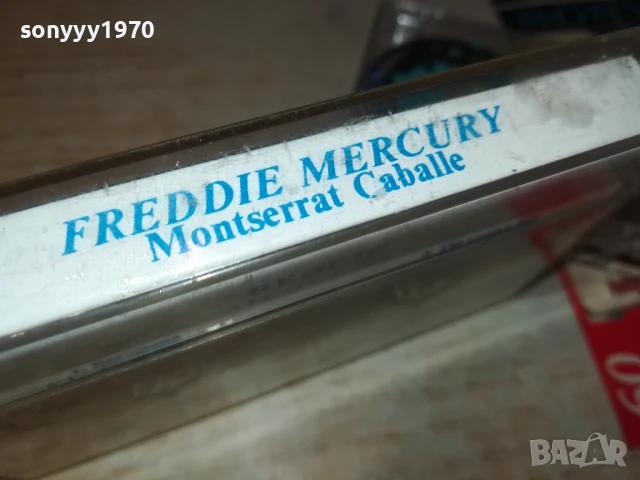 sonyyy1970
FREDDIE MERCURY
Montserrat Caballe
60
BAZAR